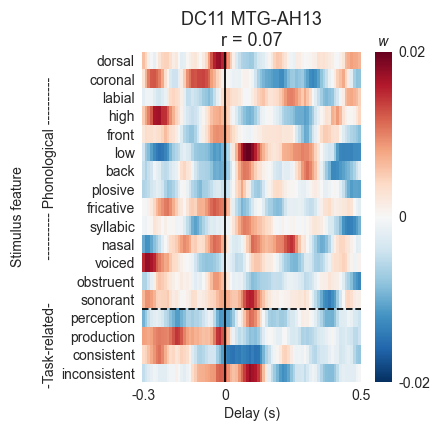 DC11 MTG-AH13
r = 0.07
w
Stimulus feature
---------- Phonological ----------
-Task-related-
dorsal
coronal
labial
high
front
low
back
plosive
fricative
syllabic
nasal
voiced
obstruent
sonorant
perception
production
consistent
inconsistent
0.02
0
-0.02
-0.3
0
0.5
Delay (s)